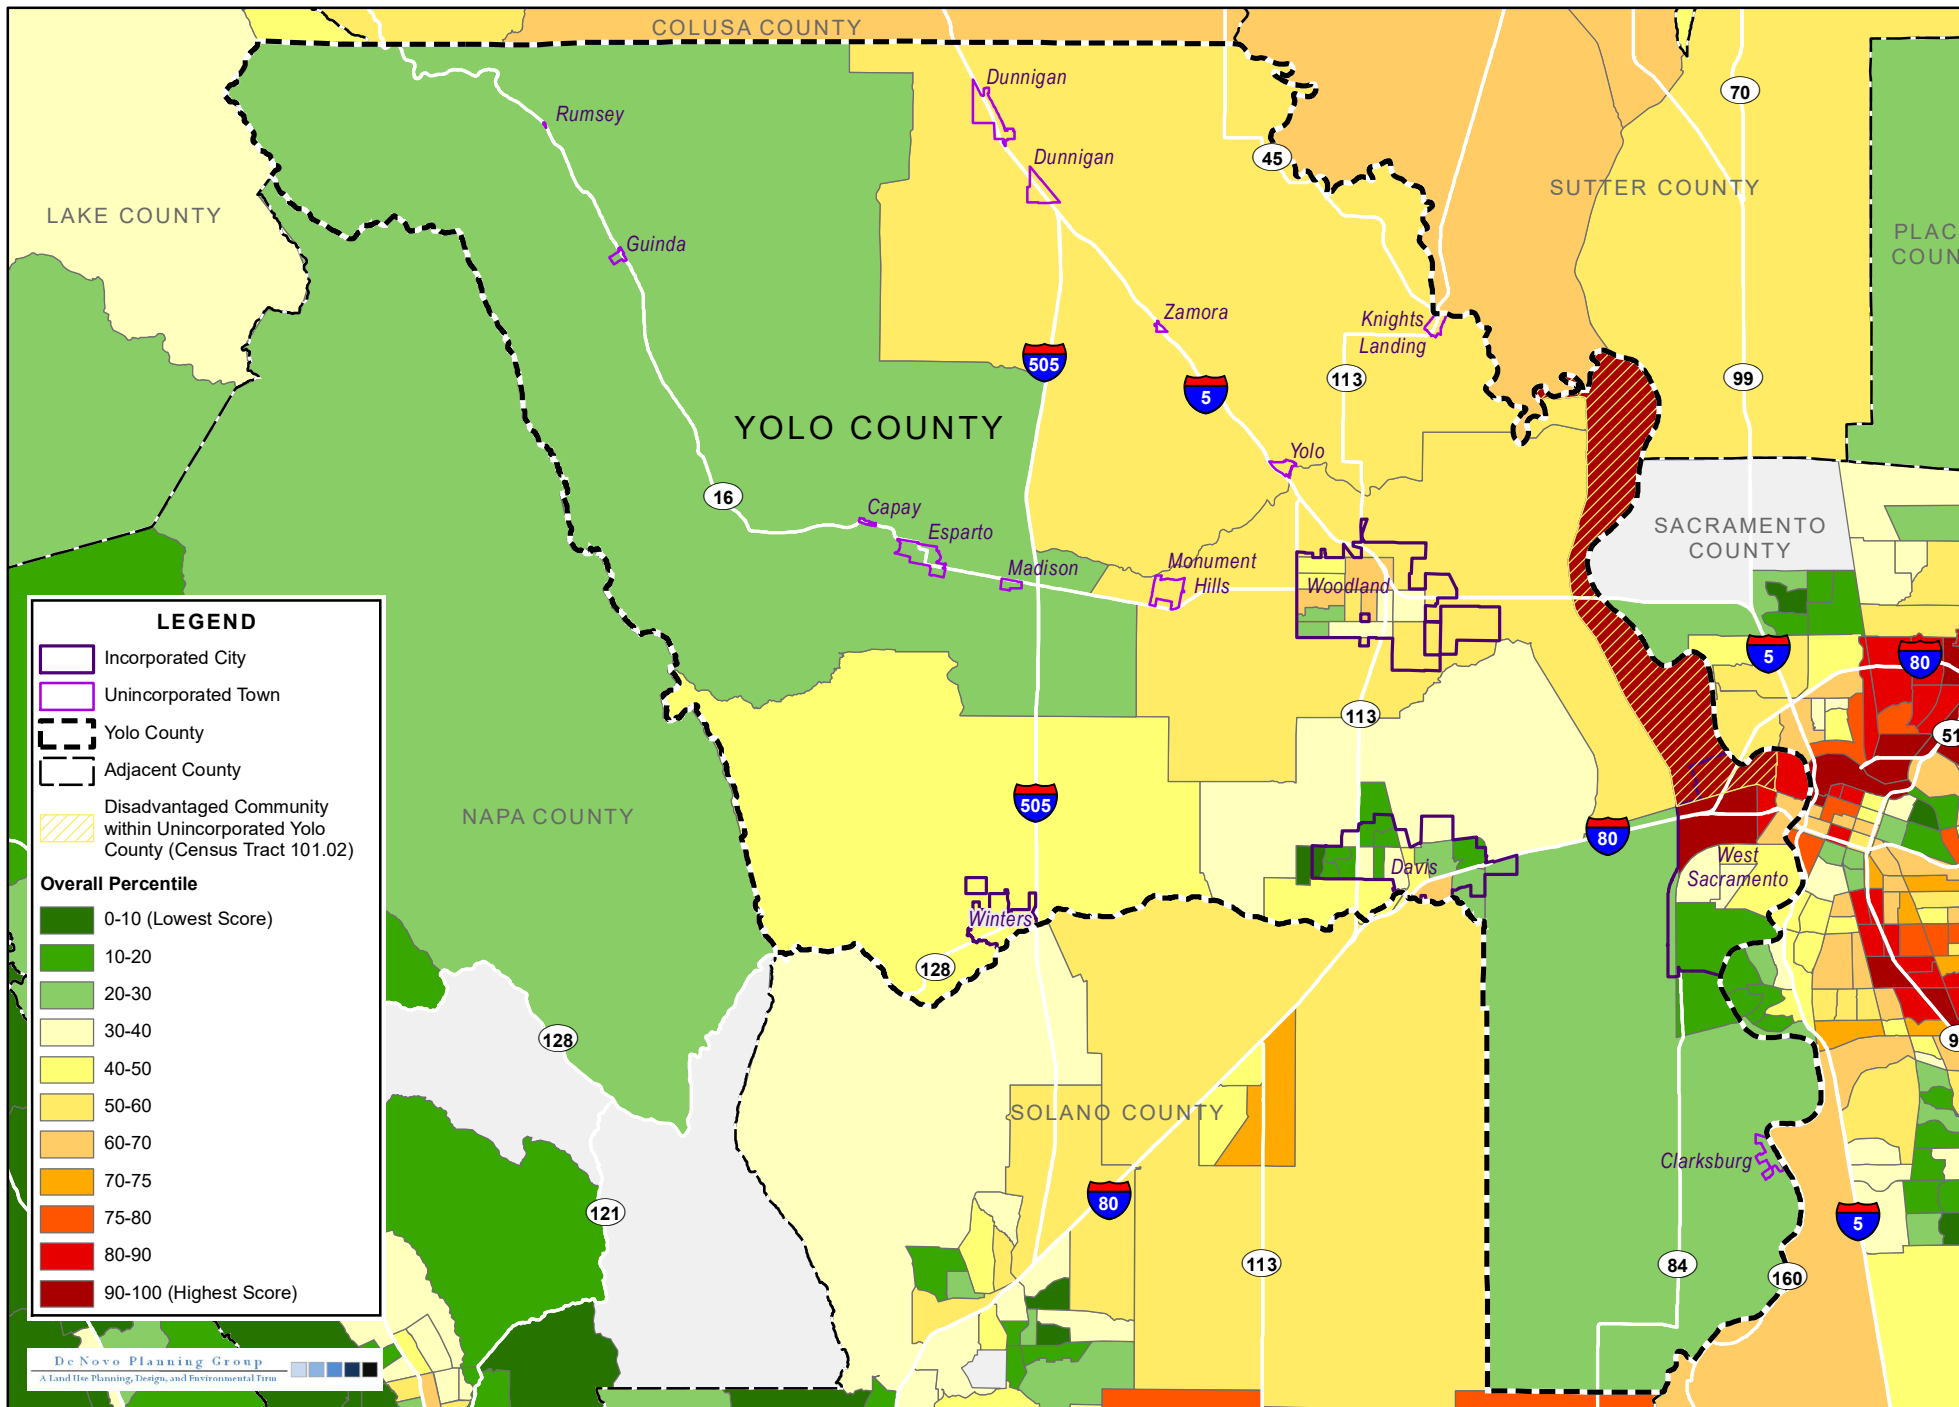 COLUSA COUNTY
Dunnigan
70
Rumsey
Dunnigan
45
SUTTER COUNTY
LAKE COUNTY
PLAC
COUN
Guinda
Zamora
Knights
Landing
505
5
113
99
YOLO COUNTY
Yolo
16
Capay
Esparto
SACRAMENTO
COUNTY
Madison
Monument
Hills
Woodland
5
80
113
51
505
80
NAPA COUNTY
Davis
West
Sacramento
Winters
128
128
9
SOLANO COUNTY
Clarksburg
80
121
5
113
84
160
LEGEND
Incorporated City
Unincorporated Town
Yolo County
Adjacent County
Disadvantaged Community
within Unincorporated Yolo
County (Census Tract 101.02)
Overall Percentile
0-10 (Lowest Score)
10-20
20-30
30-40
40-50
50-60
60-70
70-75
75-80
80-90
90-100 (Highest Score)
De Novo Planning Group
A Land Use Planning, Design, and Environmental Firm